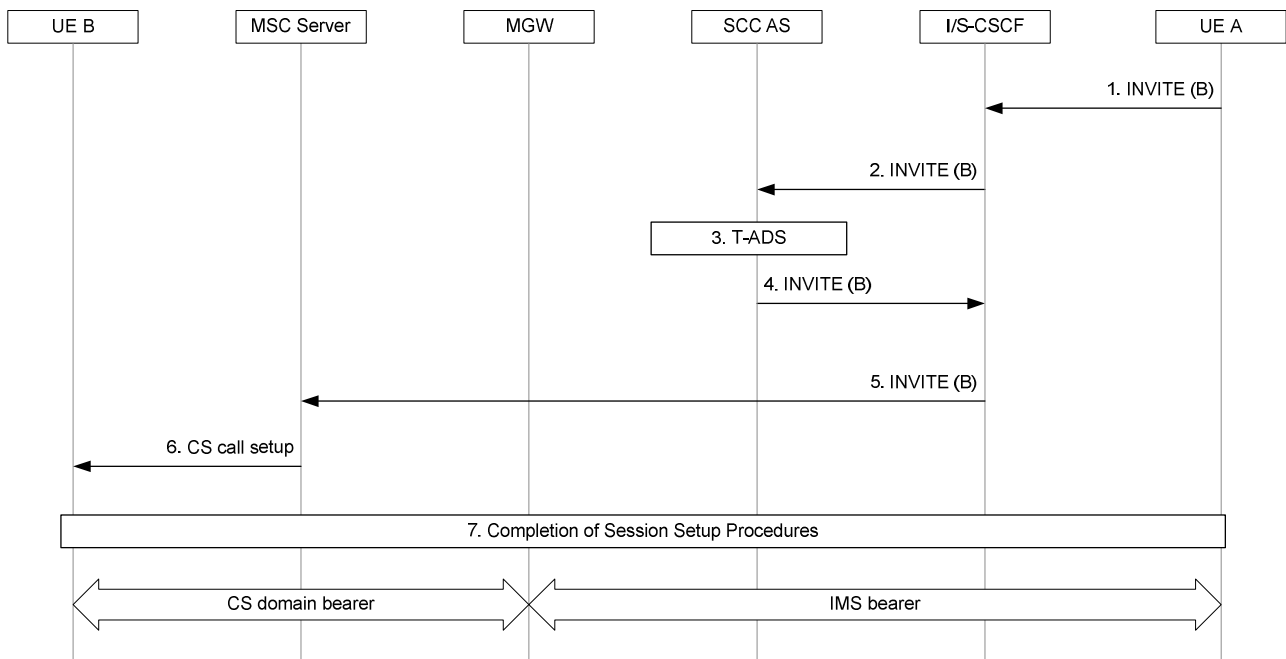 UE B
MSC Server
MGW
SCC AS
I/S-CSCF
UE A
1. INVITE (B)
2. INVITE (B)
3. T-ADS
4. INVITE (B)
5. INVITE (B)
6. CS call setup
7. Completion of Session Setup Procedures
CS domain bearer
IMS bearer